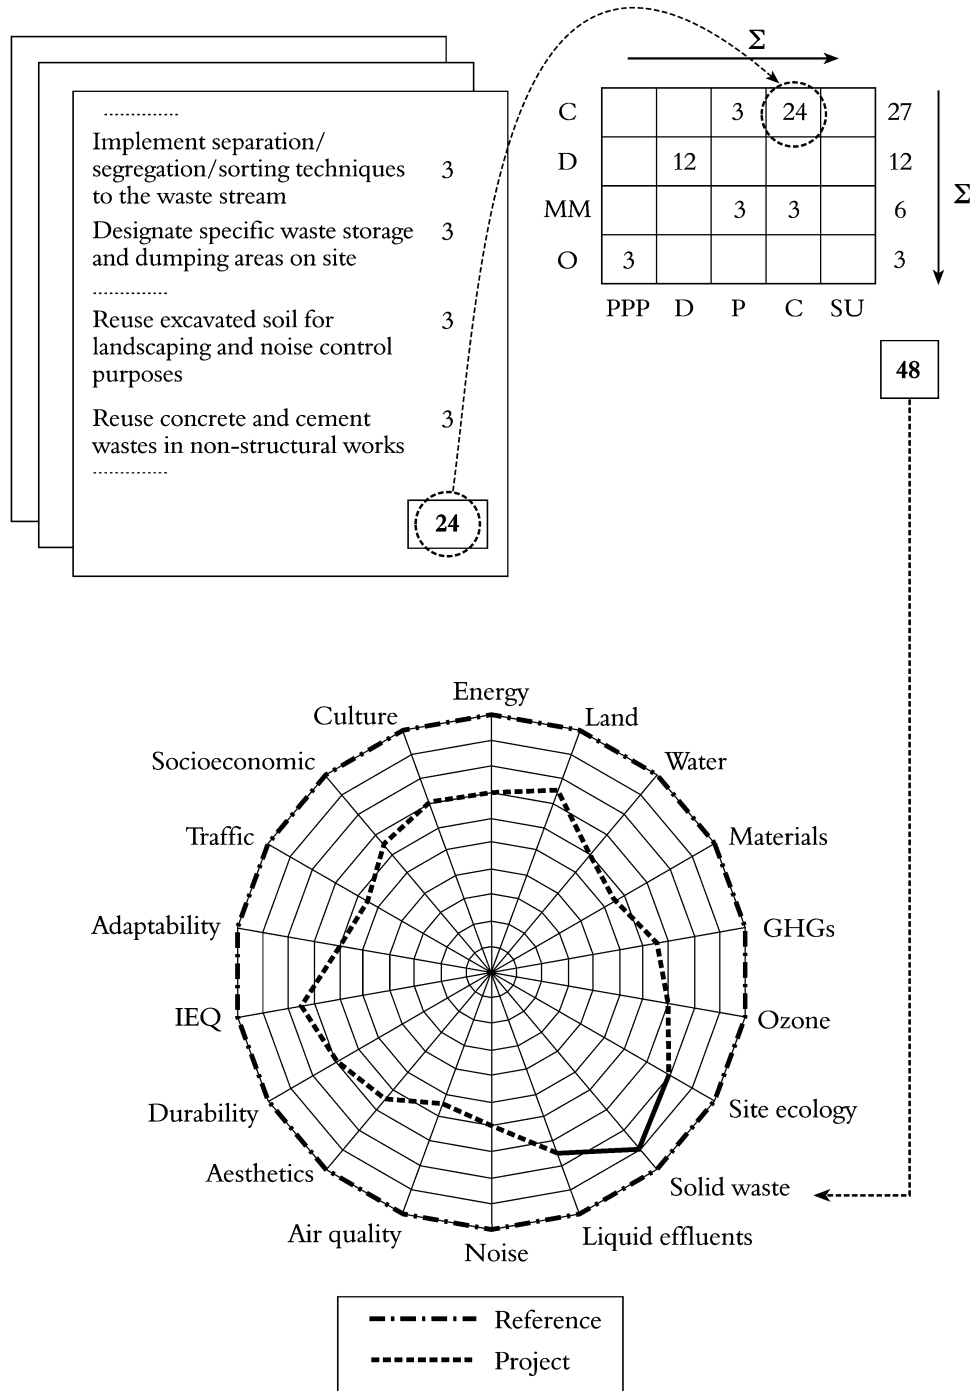 ....................
Implement separation/
segregation/sorting techniques 3
to the waste stream
Designate specific waste storage 3
and dumping areas on site
....................
Reuse excavated soil for 3
landscaping and noise control
purposes
Reuse concrete and cement 3
wastes in non-structural works
....................
24
Σ
C 3 24 27
D 12 12
MM 3 3 6
O 3 3
PPP D P C SU
Σ
48
Energy
Land
Water
Materials
GHGs
Ozone
Site ecology
Solid waste
Liquid effluents
Noise
Air quality
Aesthetics
Durability
IEQ
Adaptability
Traffic
Socioeconomic
Culture
Reference
Project